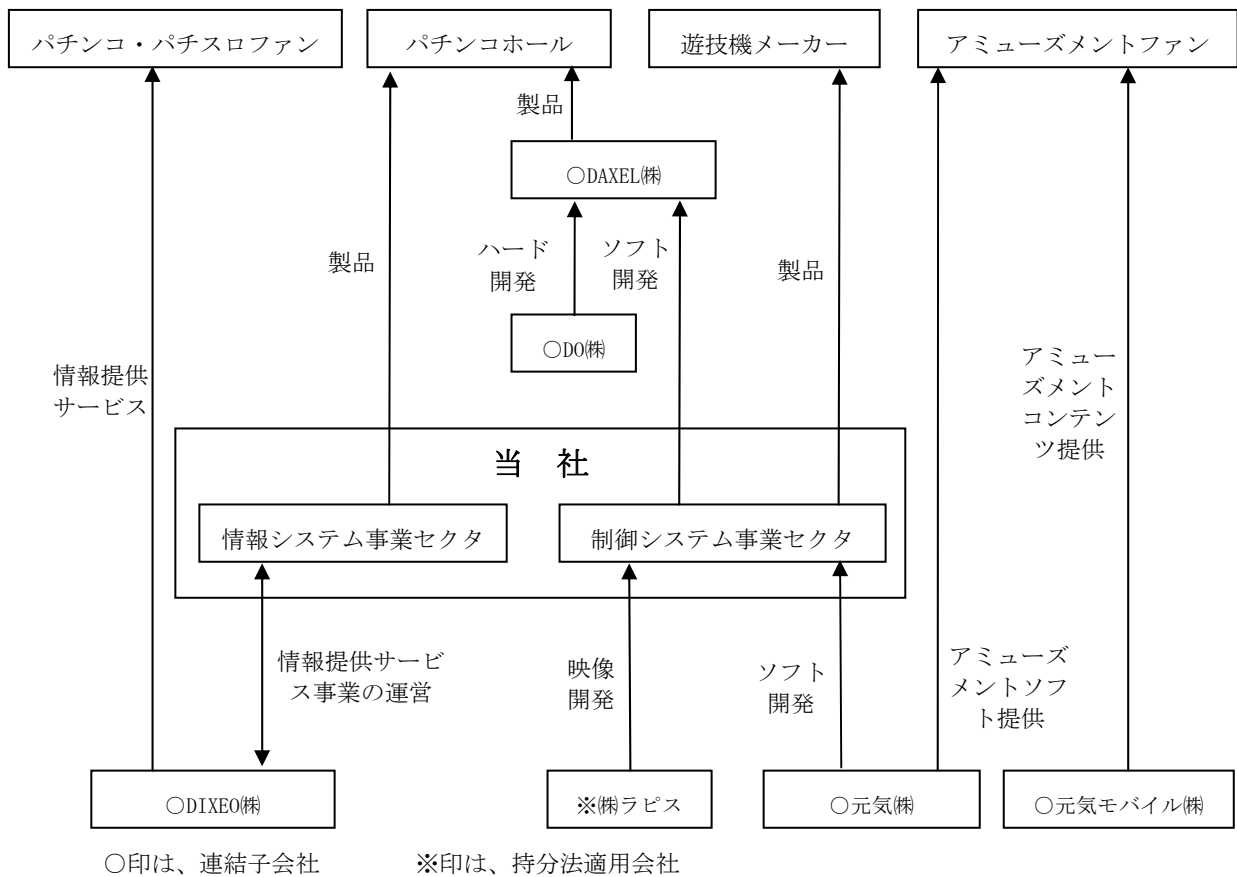 パチンコ・パチスロファン
パチンコホール
遊技機メーカー
アミューズメントファン
製品
○DAXEL㈱
製品
ハード
開発
ソフト
開発
製品
○DO㈱
情報提供
サービス
アミュー
ズメント
コンテン
ツ提供
当 社
情報システム事業セクタ
制御システム事業セクタ
情報提供サービ
ス事業の運営
映像
開発
ソフト
開発
アミューズ
メントソフ
ト提供
○DIXEO㈱
※㈱ラピス
○元気㈱
○元気モバイル㈱
○印は、連結子会社
※印は、持分法適用会社